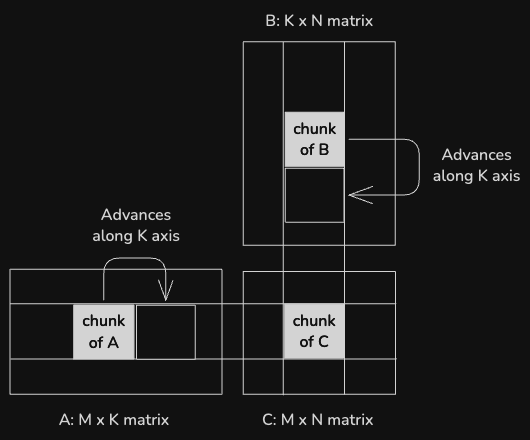 B: K x N matrix
chunk
of B
Advances
along K axis
Advances
along K axis
chunk
of A
chunk
of C
A: M x K matrix
C: M x N matrix